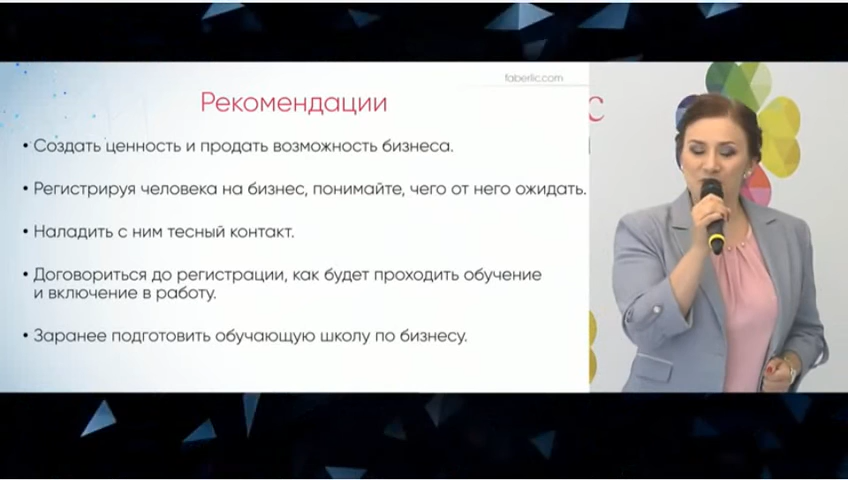 faberlic.com
Рекомендации
• Создать ценность и продать возможность бизнеса.
• Регистрируя человека на бизнес, понимайте, чего от него ожидать.
• Наладить с ним тесный контакт.
• Договориться до регистрации, как будет проходить обучение
и включение в работу.
• Заранее подготовить обучающую школу по бизнесу.